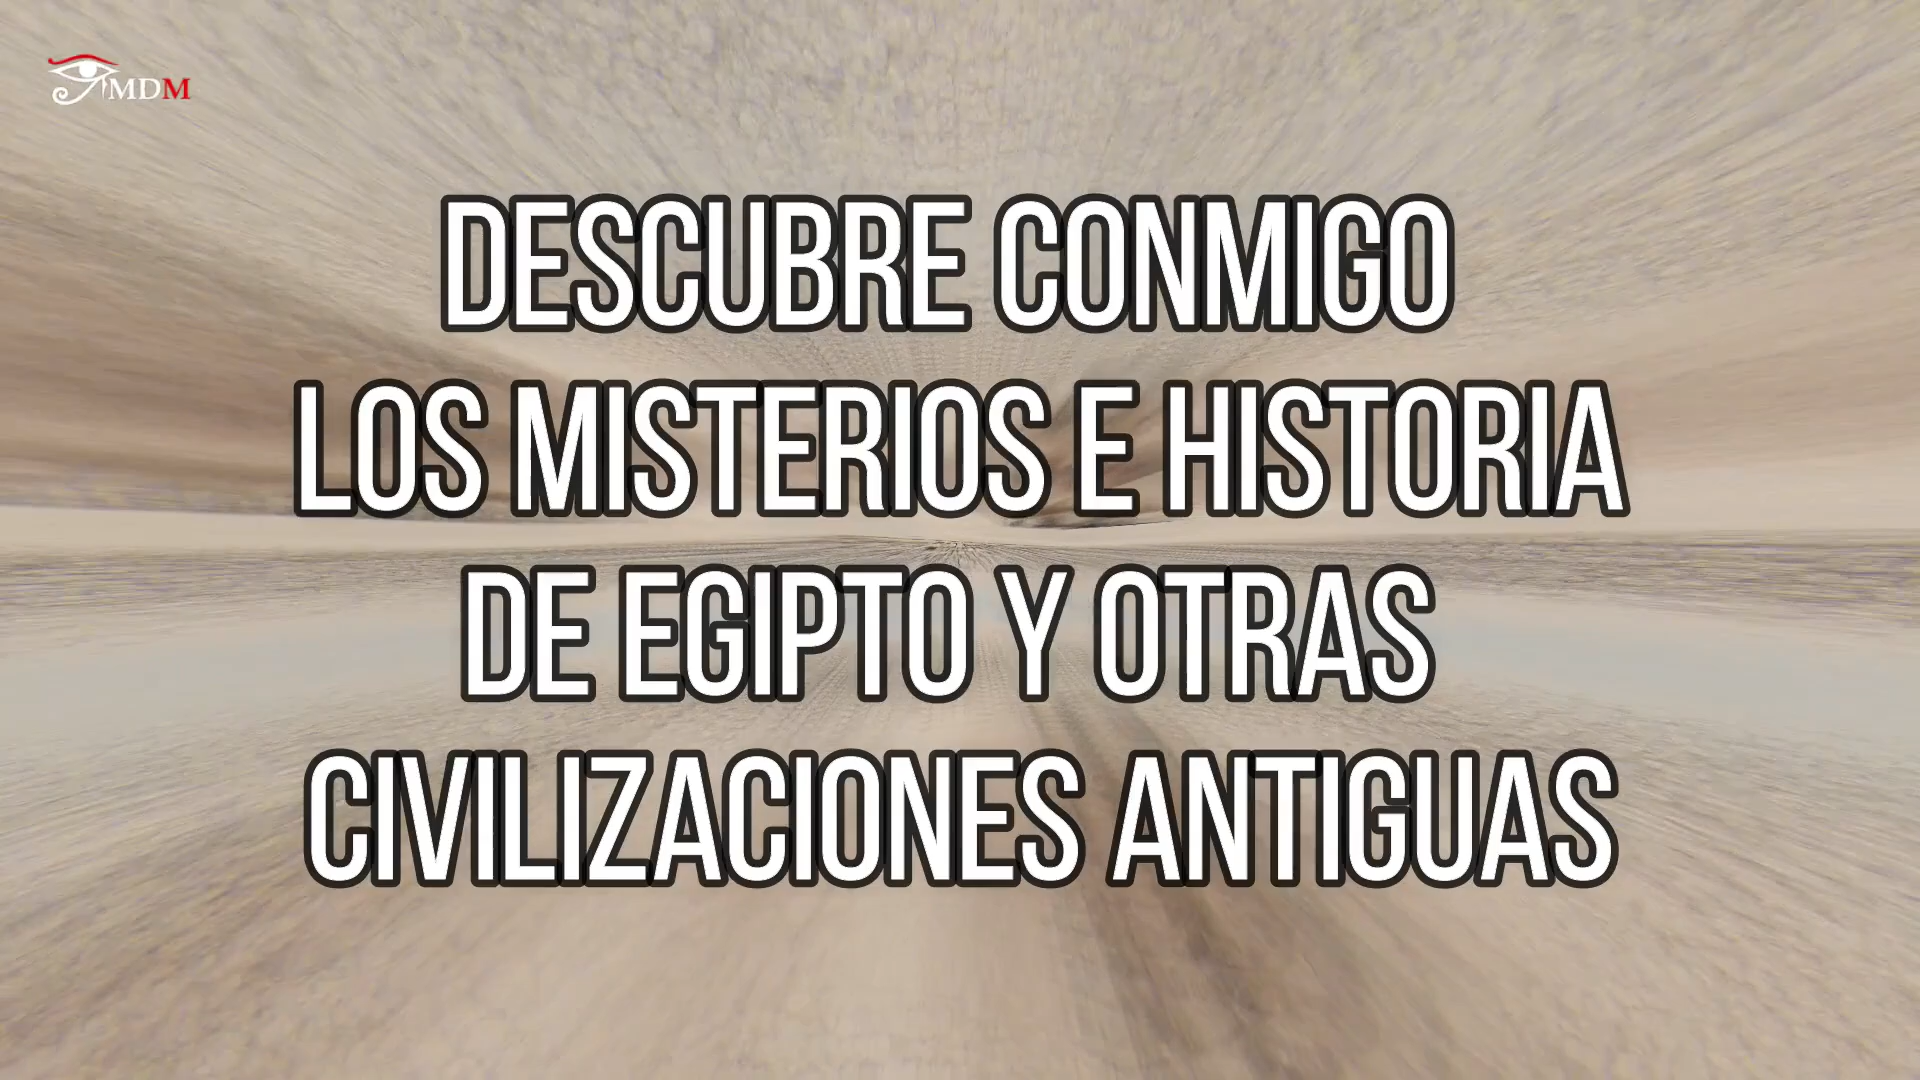 MDM
DESCUBRE CONMIGO
LOS MISTERIOS E HISTORIA
DE EGIPTO Y OTRAS
CIVILIZACIONES ANTIGUAS